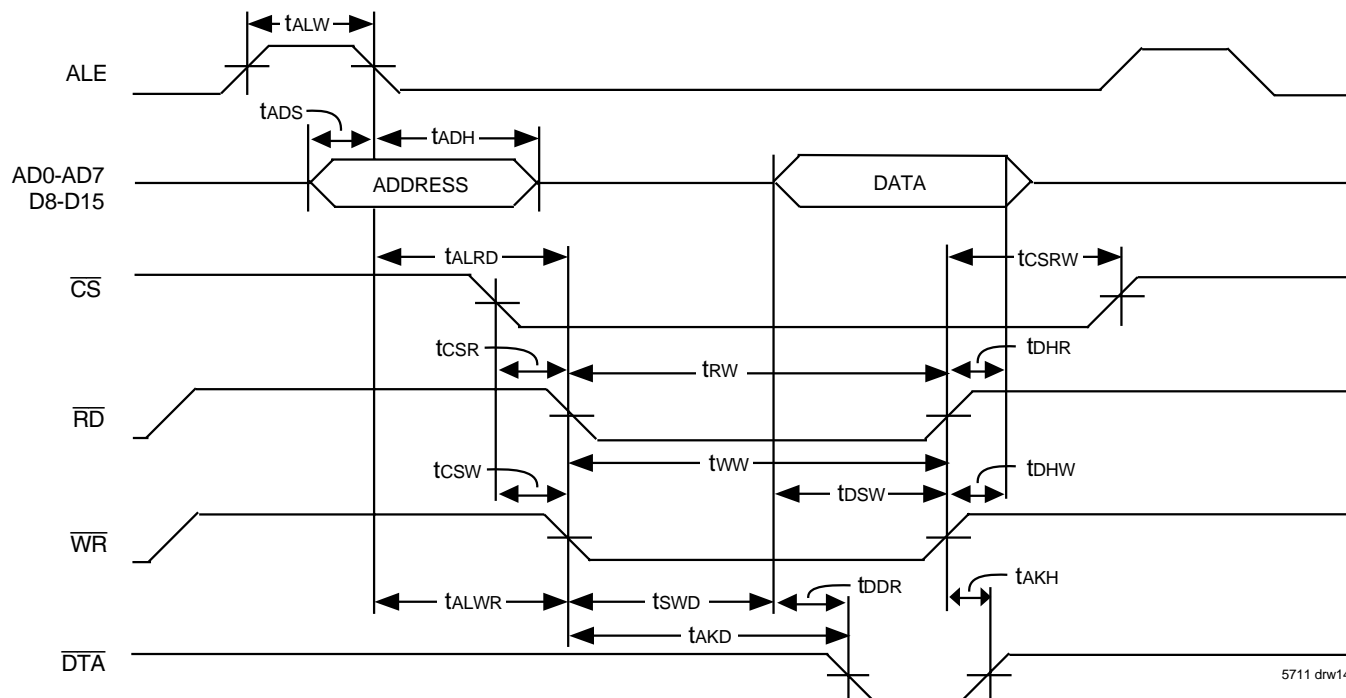 tALW
ALE
tADS
tADH
AD0-AD7
D8-D15
ADDRESS
DATA
tALRD
tCSRW
CS
tCSR
tRW
tDHR
RD
tCSW
tWW
tDHW
tDSW
WR
tDDR
tAKH
tALWR
tSWD
tAKD
DTA
5711 drw14